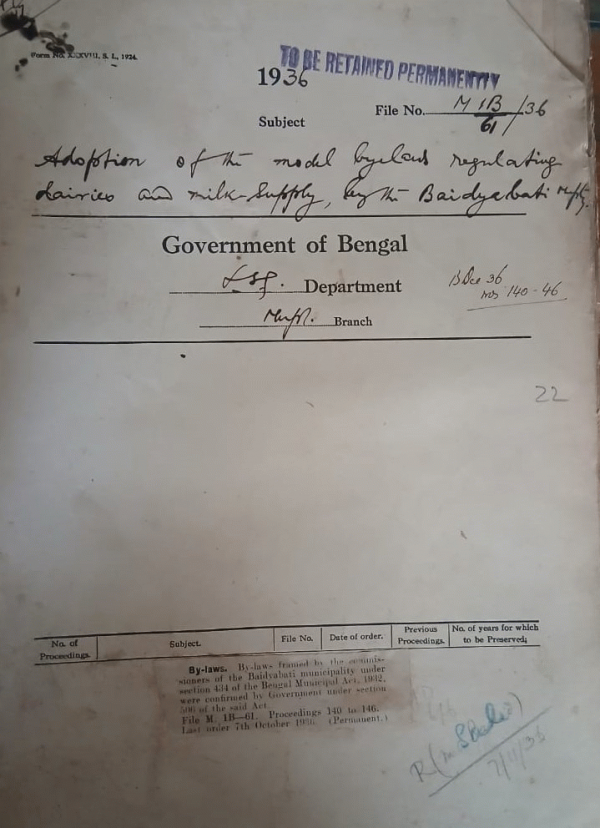 Form No. XXXVIII, S. I., 1924.
TO BE RETAINED PERMANENTLY
1936
File No. M 1B/61/36
Subject
Adoption of the model byelaws regulating
dairies and milk-supply, by the Baidyabati Mupty.
Government of Bengal
LSG. Department
B Dec 36
nos 140-46
Branch
22
No. of
Proceedings.
Subject.
File No.
Date of order.
Previous
Proceedings.
No. of years for which
to be Preserved.
By-laws. By-laws framed by the commis-
sioners of the Baidyabati municipality under
section 434 of the Bengal Municipal Act, 1932,
were confirmed by Government under section
506 of the said Act.
File M. 1B—61. Proceedings 140 to 146.
Last order 7th October 1936. (Permanent.)